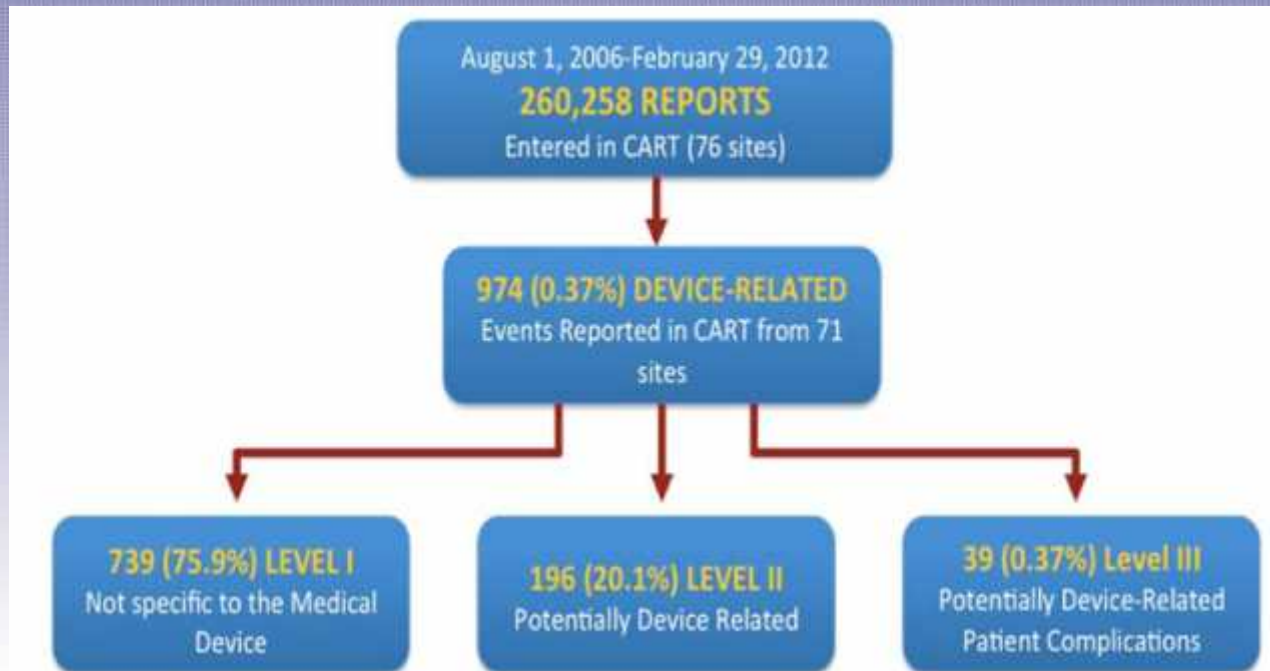 August 1, 2006-February 29, 2012
260,258 REPORTS
Entered in CART (76 sites)
974 (0.37%) DEVICE-RELATED
Events Reported in CART from 71
sites
739 (75.9%) LEVEL I
Not specific to the Medical
Device
196 (20.1%) LEVEL II
Potentially Device Related
39 (0.37%) Level III
Potentially Device-Related
Patient Complications